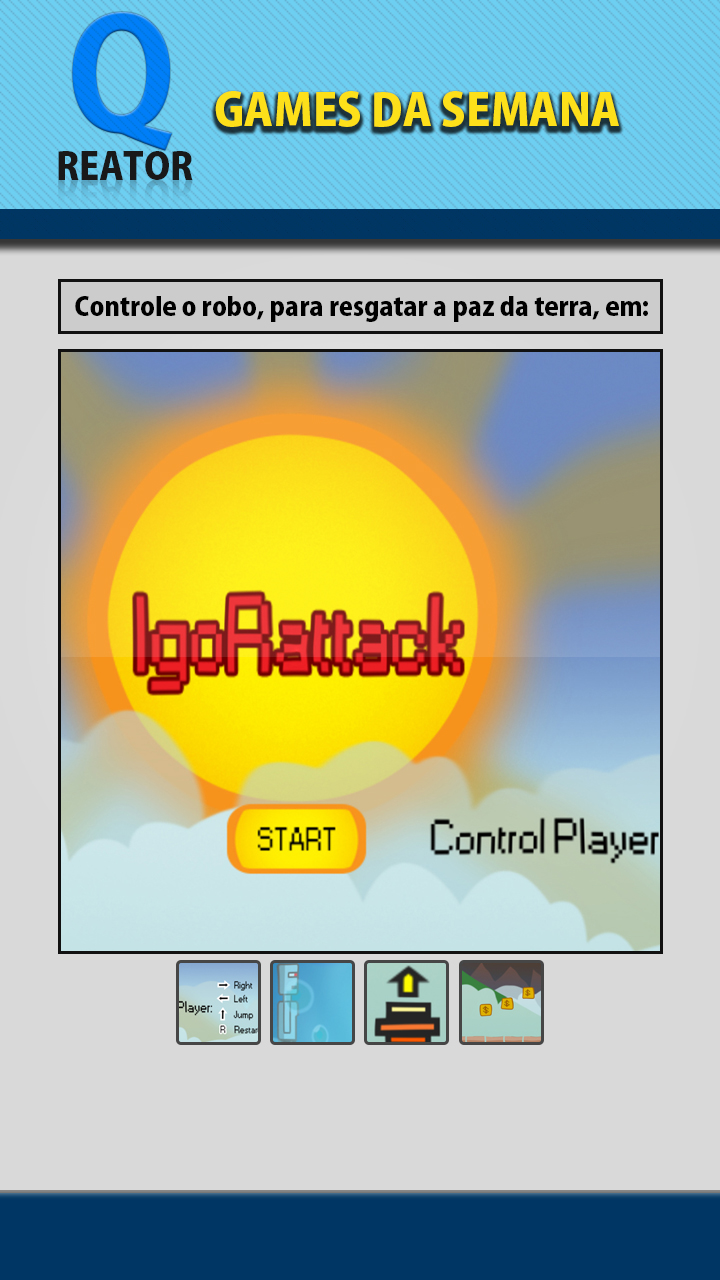 Q
REATOR
GAMES DA SEMANA
Controle o robo, para resgatar a paz da terra, em:
IgoRattack
START
Control Player
Player:
Right
Left
Jump
R Restar